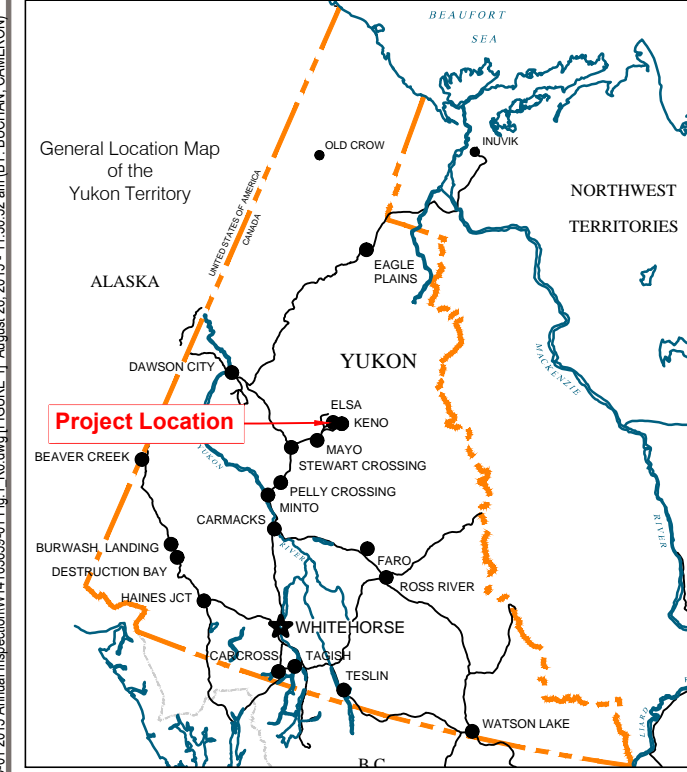 BEAUFORT
SEA
General Location Map
of the
Yukon Territory
OLD CROW
INUVIK
UNITED STATES OF AMERICA
CANADA
NORTHWEST
TERRITORIES
ALASKA
EAGLE
PLAINS
DAWSON CITY
YUKON
MACKENZIE
ELSA
Project Location
KENO
MAYO
YUKON
BEAVER CREEK
STEWART CROSSING
PELLY CROSSING
MINTO
CARMACKS
RIVER
RIVER
BURWASH LANDING
FARO
DESTRUCTION BAY
ROSS RIVER
HAINES JCT
WHITEHORSE
CARCROSS
TAGISH
TESLIN
LIARD
WATSON LAKE
B.C.